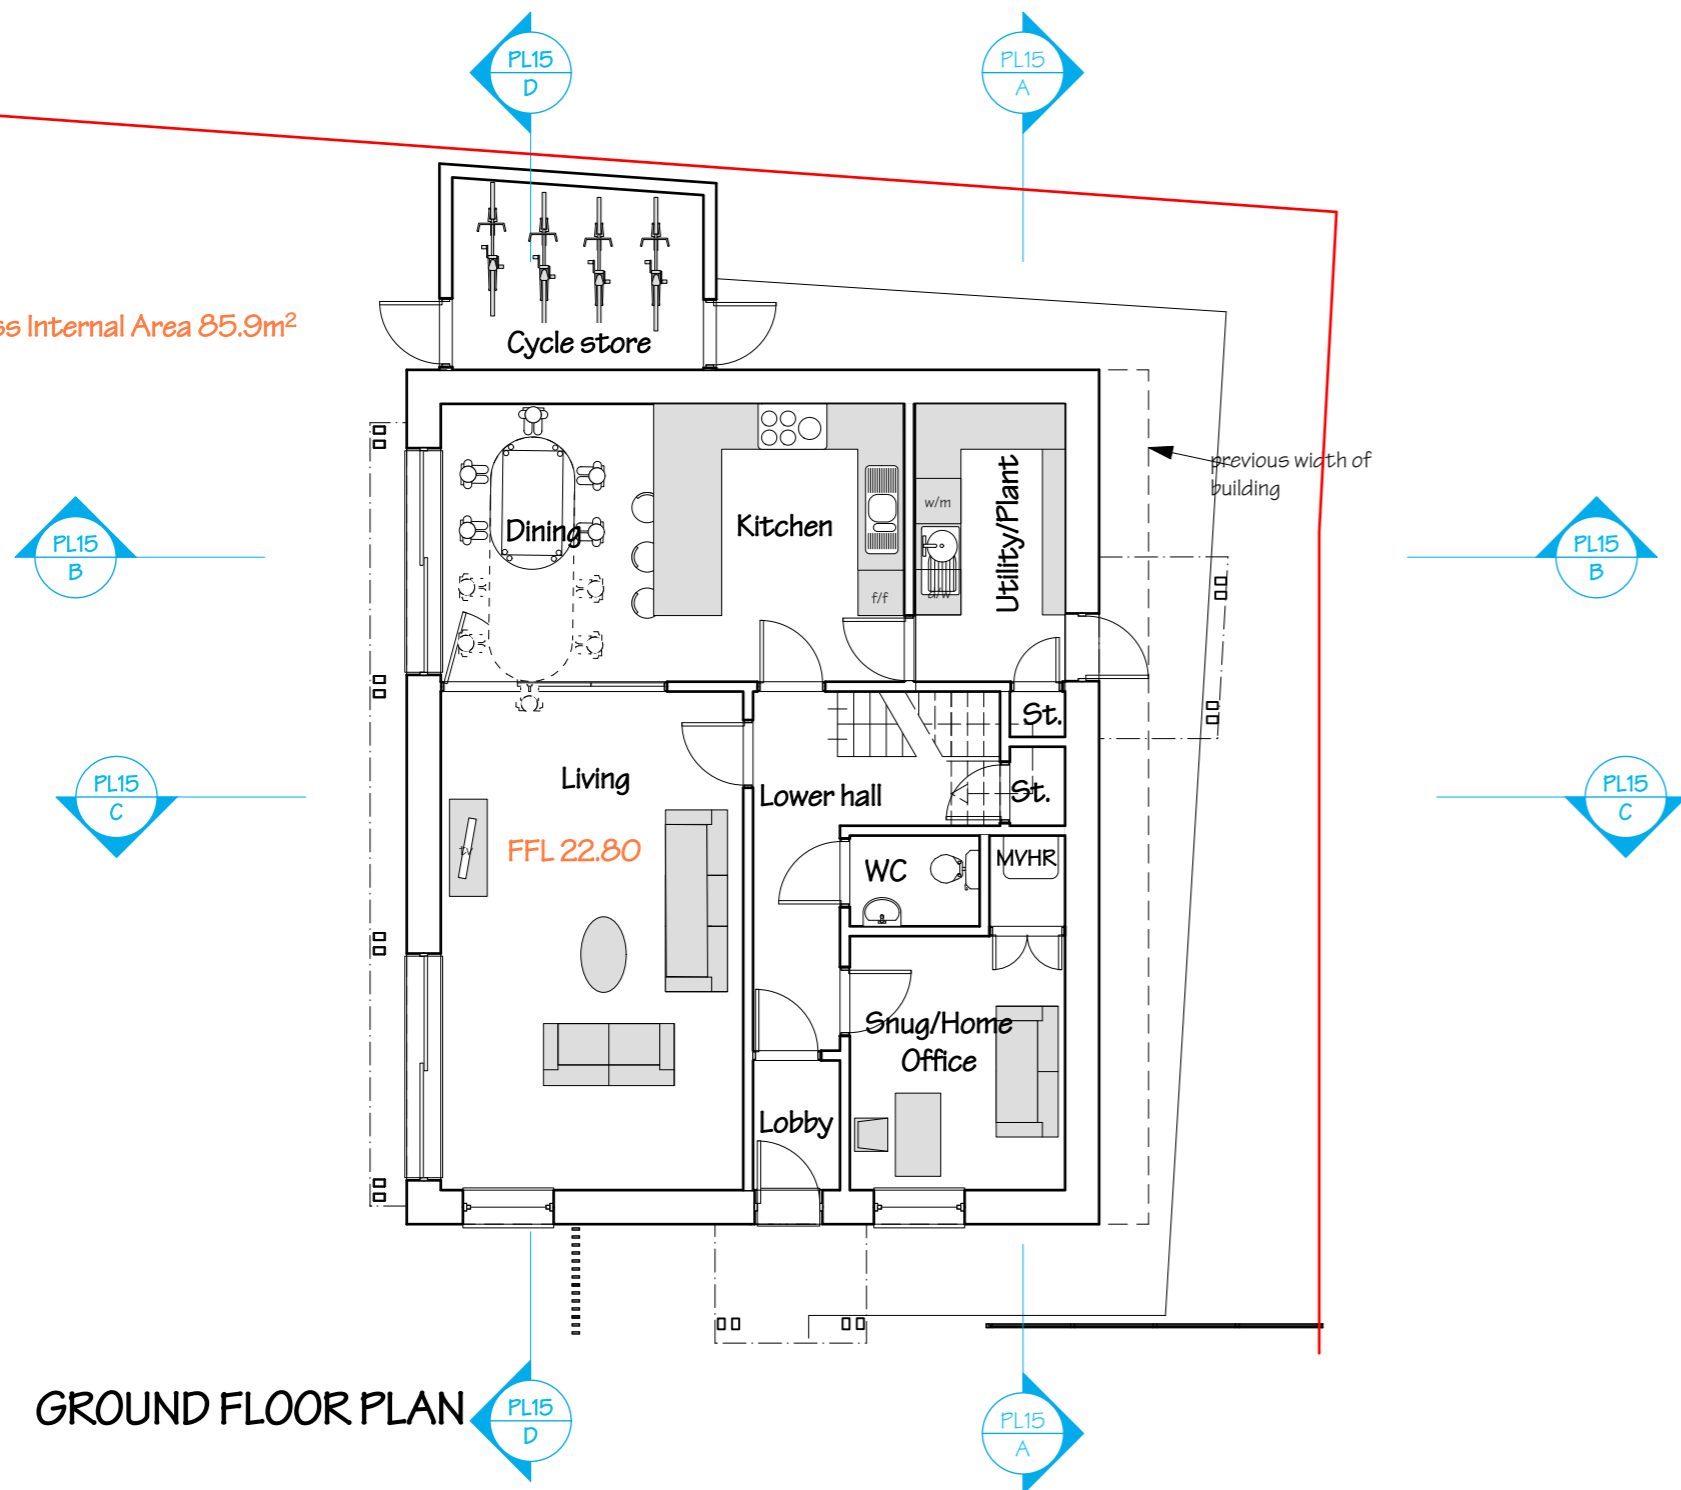 PL15
D
PL15
A
ss Internal Area 85.9m²
Cycle store
previous width of
building
w/m
Dining
Kitchen
Utility/Plant
PL15
B
PL15
B
f/f
d/w
St.
Living
Lower hall
St.
PL15
C
PL15
C
tv
FFL 22.80
WC
MVHR
Snug/Home
Office
Lobby
GROUND FLOOR PLAN
PL15
D
PL15
A